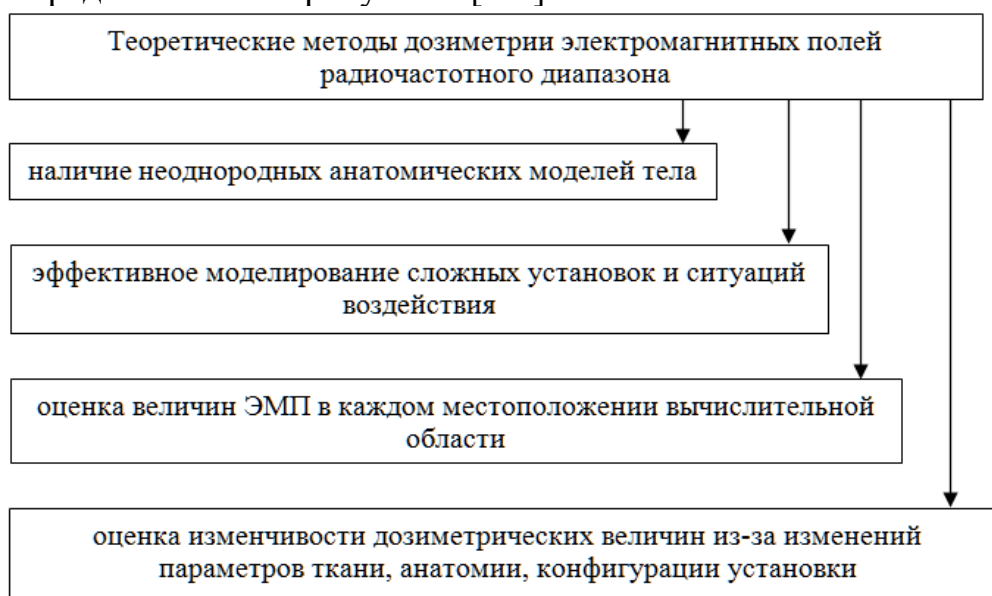 Теоретические методы дозиметрии электромагнитных полей
радиочастотного диапазона
наличие неоднородных анатомических моделей тела
эффективное моделирование сложных установок и ситуаций
воздействия
оценка величин ЭМП в каждом местоположении вычислительной
области
оценка изменчивости дозиметрических величин из-за изменений
параметров ткани, анатомии, конфигурации установки